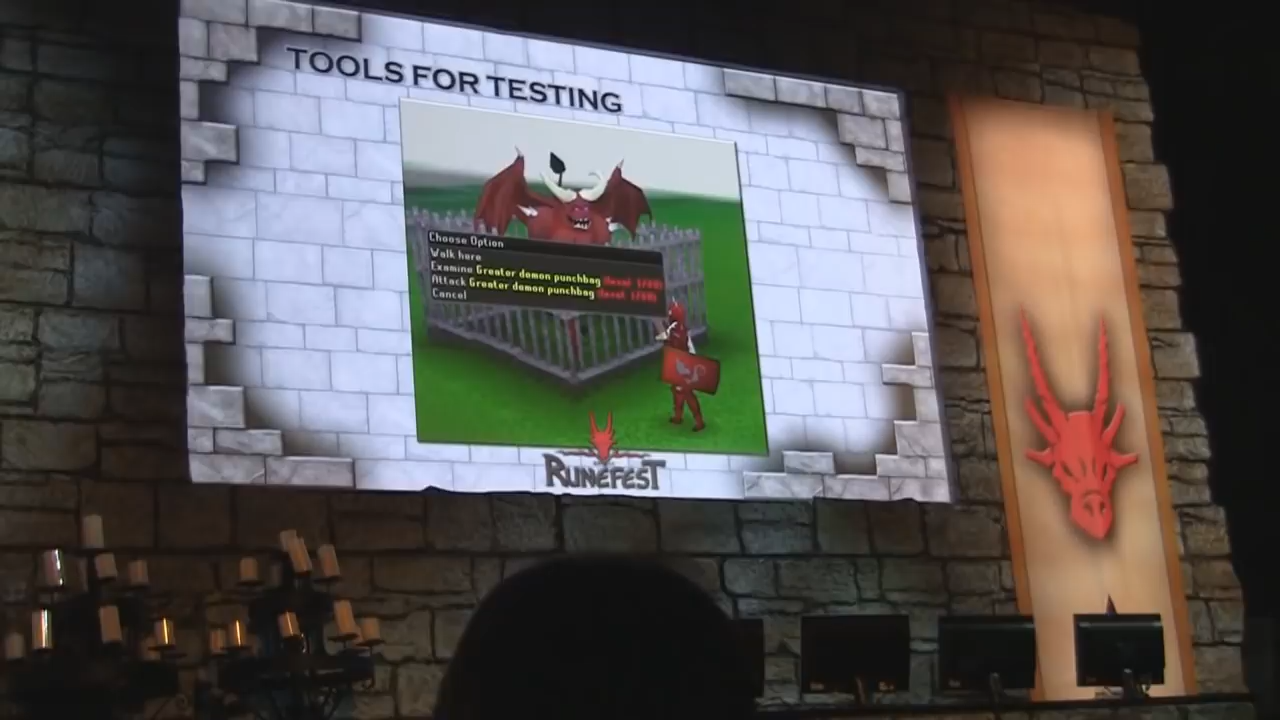 TOOLS FOR TESTING
Choose Option
Walk here
Examine Greater demon punchbag
Attack Greater demon punchbag
Cancel
RUNEFEST